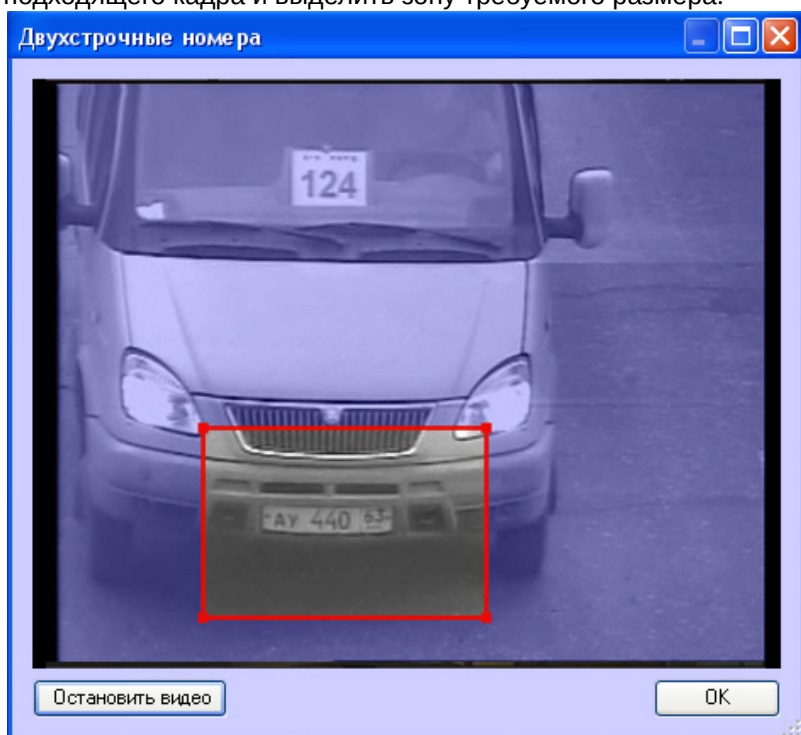 подходящего кадра и выделить зону требуемого размера.
Двухстрочные номера
124
АУ 440 63
Остановить видео
OK